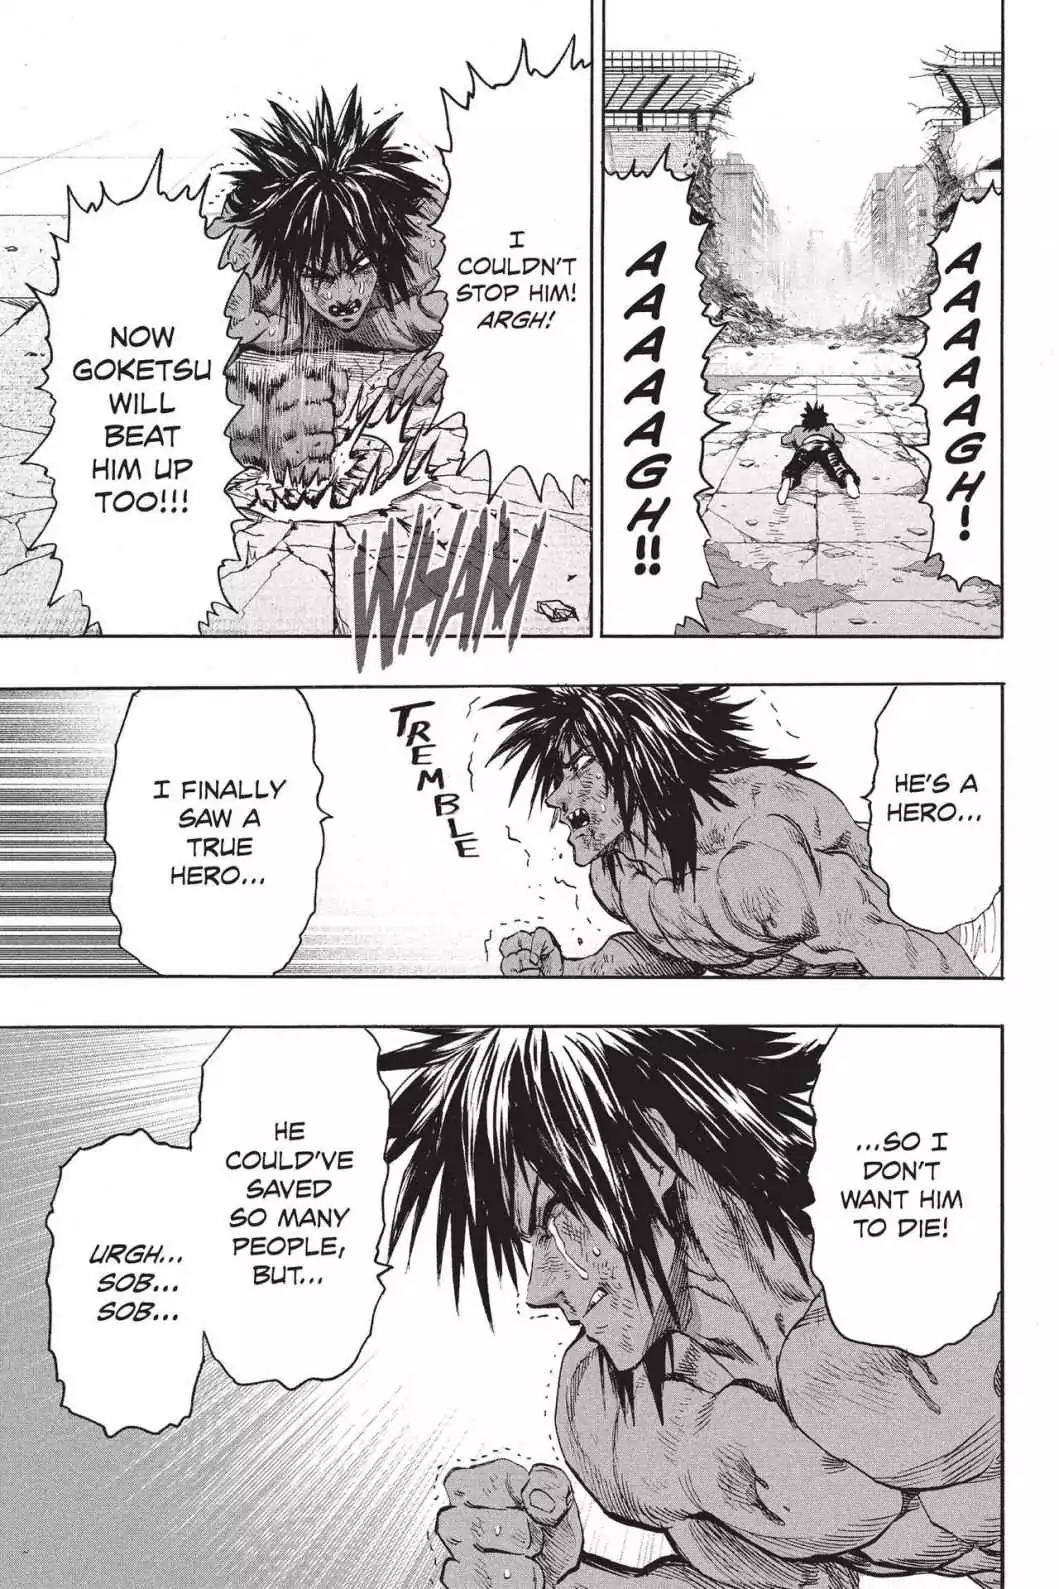 AAAAAGH!
AAAAAGH!!
I
COULDN'T
STOP HIM!
ARGH!
WHAM
NOW
GOKETSU
WILL
BEAT
HIM UP
TOO!!!
HE'S A
HERO...
TREMBLE
I FINALLY
SAW A
TRUE
HERO...
...SO I
DON'T
WANT HIM
TO DIE!
HE
COULD'VE
SAVED
SO MANY
PEOPLE,
BUT...
URGH...
SOB...
SOB...